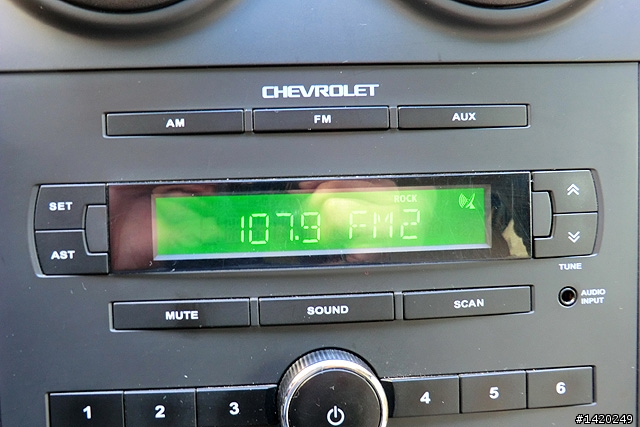 CHEVROLET
AM FM AUX
ROCK
SET
107.9 FM2
AST
TUNE
AUDIO
INPUT
MUTE SOUND SCAN
1 2 3 4 5 6
#1420249